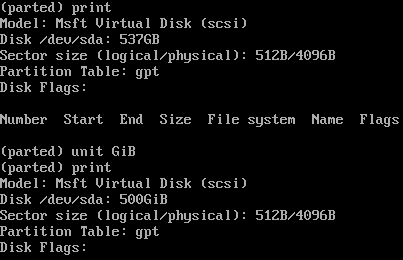 (parted) print
Model: Msft Virtual Disk (scsi)
Disk /dev/sda: 537GB
Sector size (logical/physical): 512B/4096B
Partition Table: gpt
Disk Flags:
Number  Start  End  Size  File system  Name  Flags
(parted) unit GiB
(parted) print
Model: Msft Virtual Disk (scsi)
Disk /dev/sda: 500GiB
Sector size (logical/physical): 512B/4096B
Partition Table: gpt
Disk Flags: